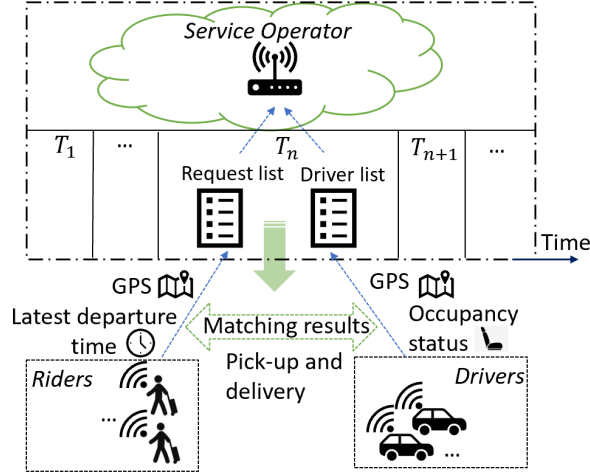 Service Operator
T1
...
Tn
Tn+1
...
Request list
Driver list
Time
GPS
GPS
Latest departure
time
Matching results
Occupancy
status
Pick-up and
delivery
Riders
...
Drivers
...